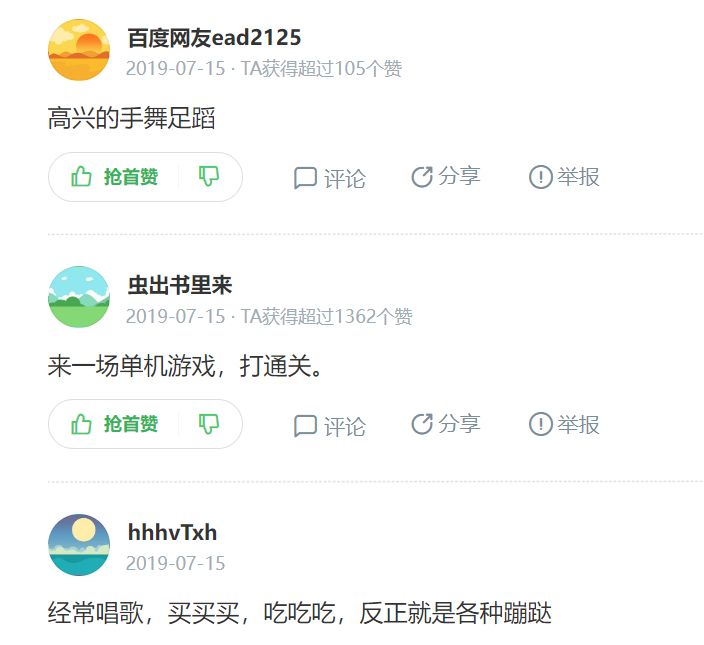 百度网友ead2125
2019-07-15 · TA获得超过105个赞
高兴的手舞足蹈
抢首赞 评论 分享 举报
虫出书里来
2019-07-15 · TA获得超过1362个赞
来一场单机游戏，打通关。
抢首赞 评论 分享 举报
hhhvTxh
2019-07-15
经常唱歌，买买买，吃吃吃，反正就是各种蹦跶